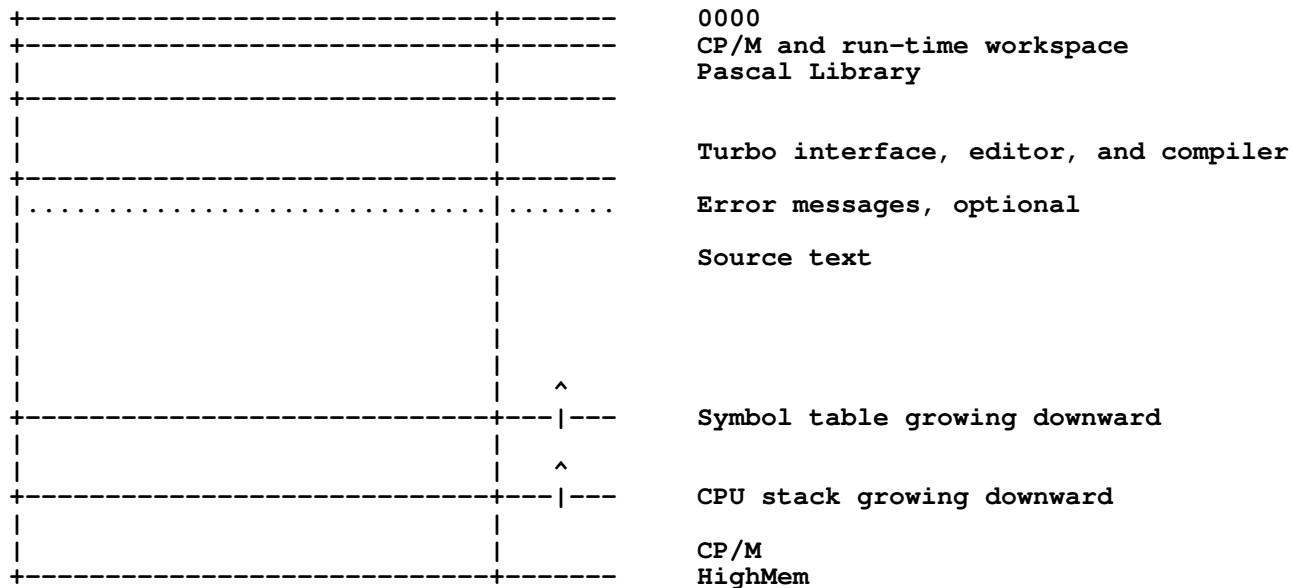 0000
CP/M and run-time workspace
Pascal Library
Turbo interface, editor, and compiler
Error messages, optional
Source text
Symbol table growing downward
CPU stack growing downward
CP/M
HighMem